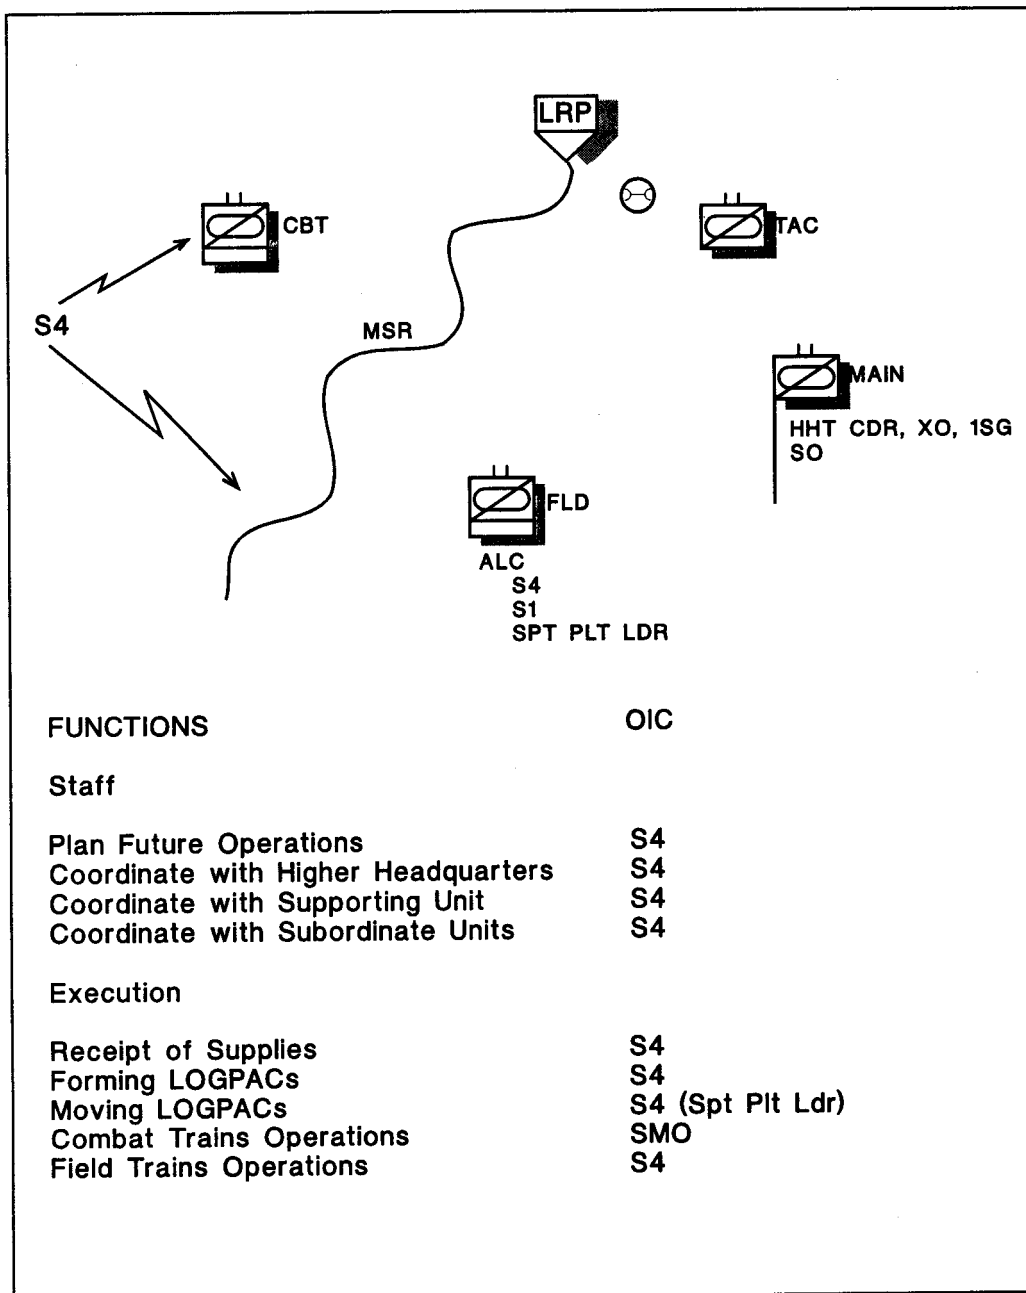 LRP
CBT
TAC
S4
MSR
MAIN
HHT CDR, XO, 1SG
SO
FLD
ALC
S4
S1
SPT PLT LDR
FUNCTIONS OIC
Staff
Plan Future Operations S4
Coordinate with Higher Headquarters S4
Coordinate with Supporting Unit S4
Coordinate with Subordinate Units S4
Execution
Receipt of Supplies S4
Forming LOGPACs S4
Moving LOGPACs S4 (Spt Plt Ldr)
Combat Trains Operations SMO
Field Trains Operations S4